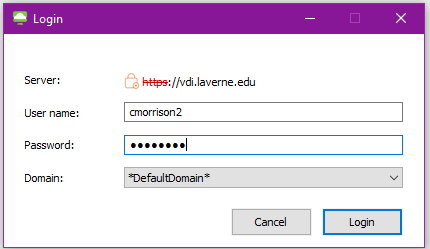 Login
Server: https://vdi.laverne.edu
User name: cmorrison2
Password: ●●●●●●●●
Domain: *DefaultDomain*
Cancel Login